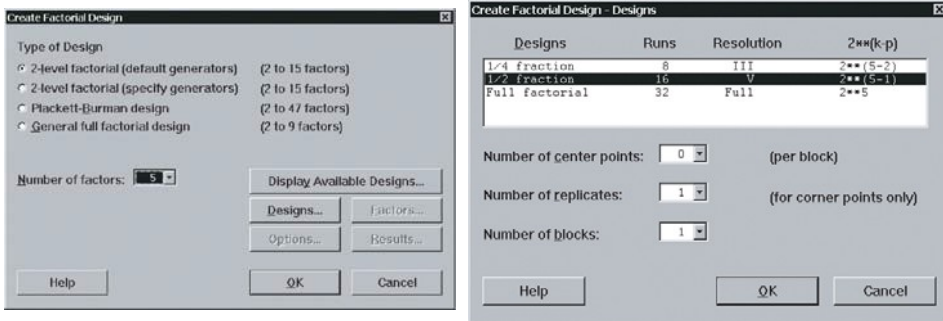 Create Factorial Design
Type of Design
2-level factorial (default generators) (2 to 15 factors)
2-level factorial (specify generators) (2 to 15 factors)
Plackett-Burman design (2 to 47 factors)
General full factorial design (2 to 9 factors)
Number of factors: 5
Display Available Designs...
Designs... Factors...
Options... Results...
Help OK Cancel
Create Factorial Design - Designs
Designs Runs Resolution 2**(k-p)
1/4 fraction 8 III 2**(5-2)
1/2 fraction 16 V 2**(5-1)
Full factorial 32 Full 2**5
Number of center points: 0 (per block)
Number of replicates: 1 (for corner points only)
Number of blocks: 1
Help OK Cancel